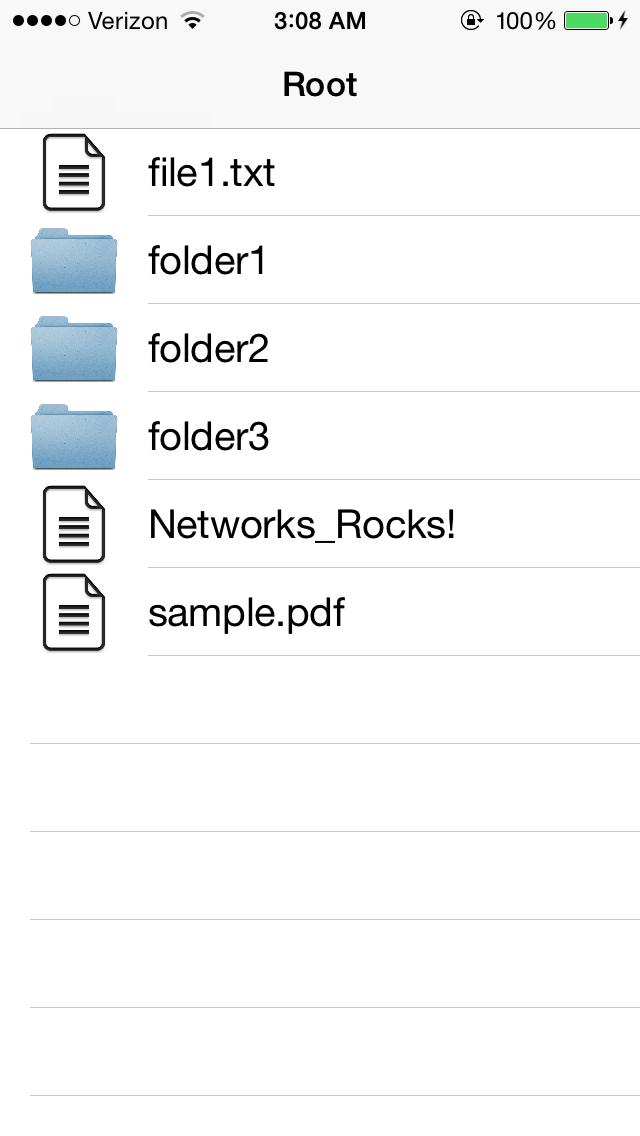 Verizon 3:08 AM 100%
Root
file1.txt
folder1
folder2
folder3
Networks_Rocks!
sample.pdf